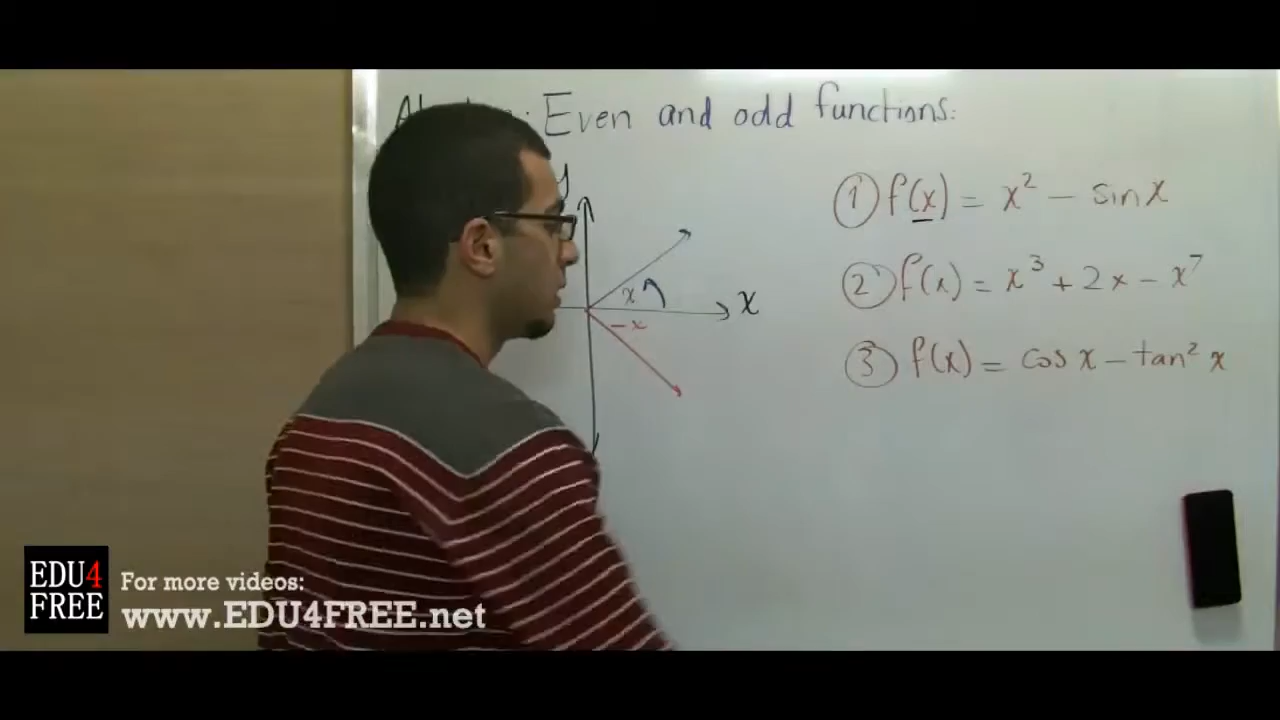 Even and odd functions:
y
x
x
-x
① f(x) = x² - sin x
② f(x) = x³ + 2x - x⁷
③ f(x) = cos x - tan² x
EDU4
FREE
For more videos:
www.EDU4FREE.net